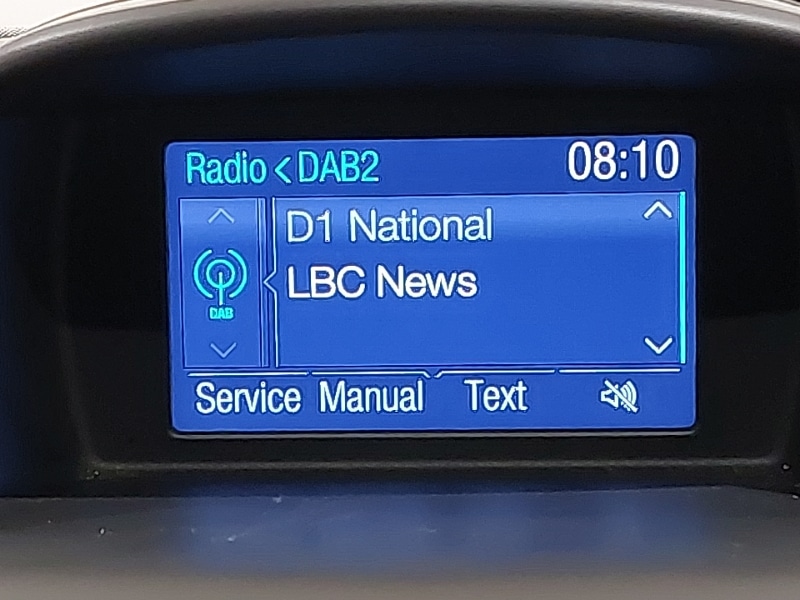 Radio < DAB2 08:10
D1 National
LBC News
DAB
Service Manual Text